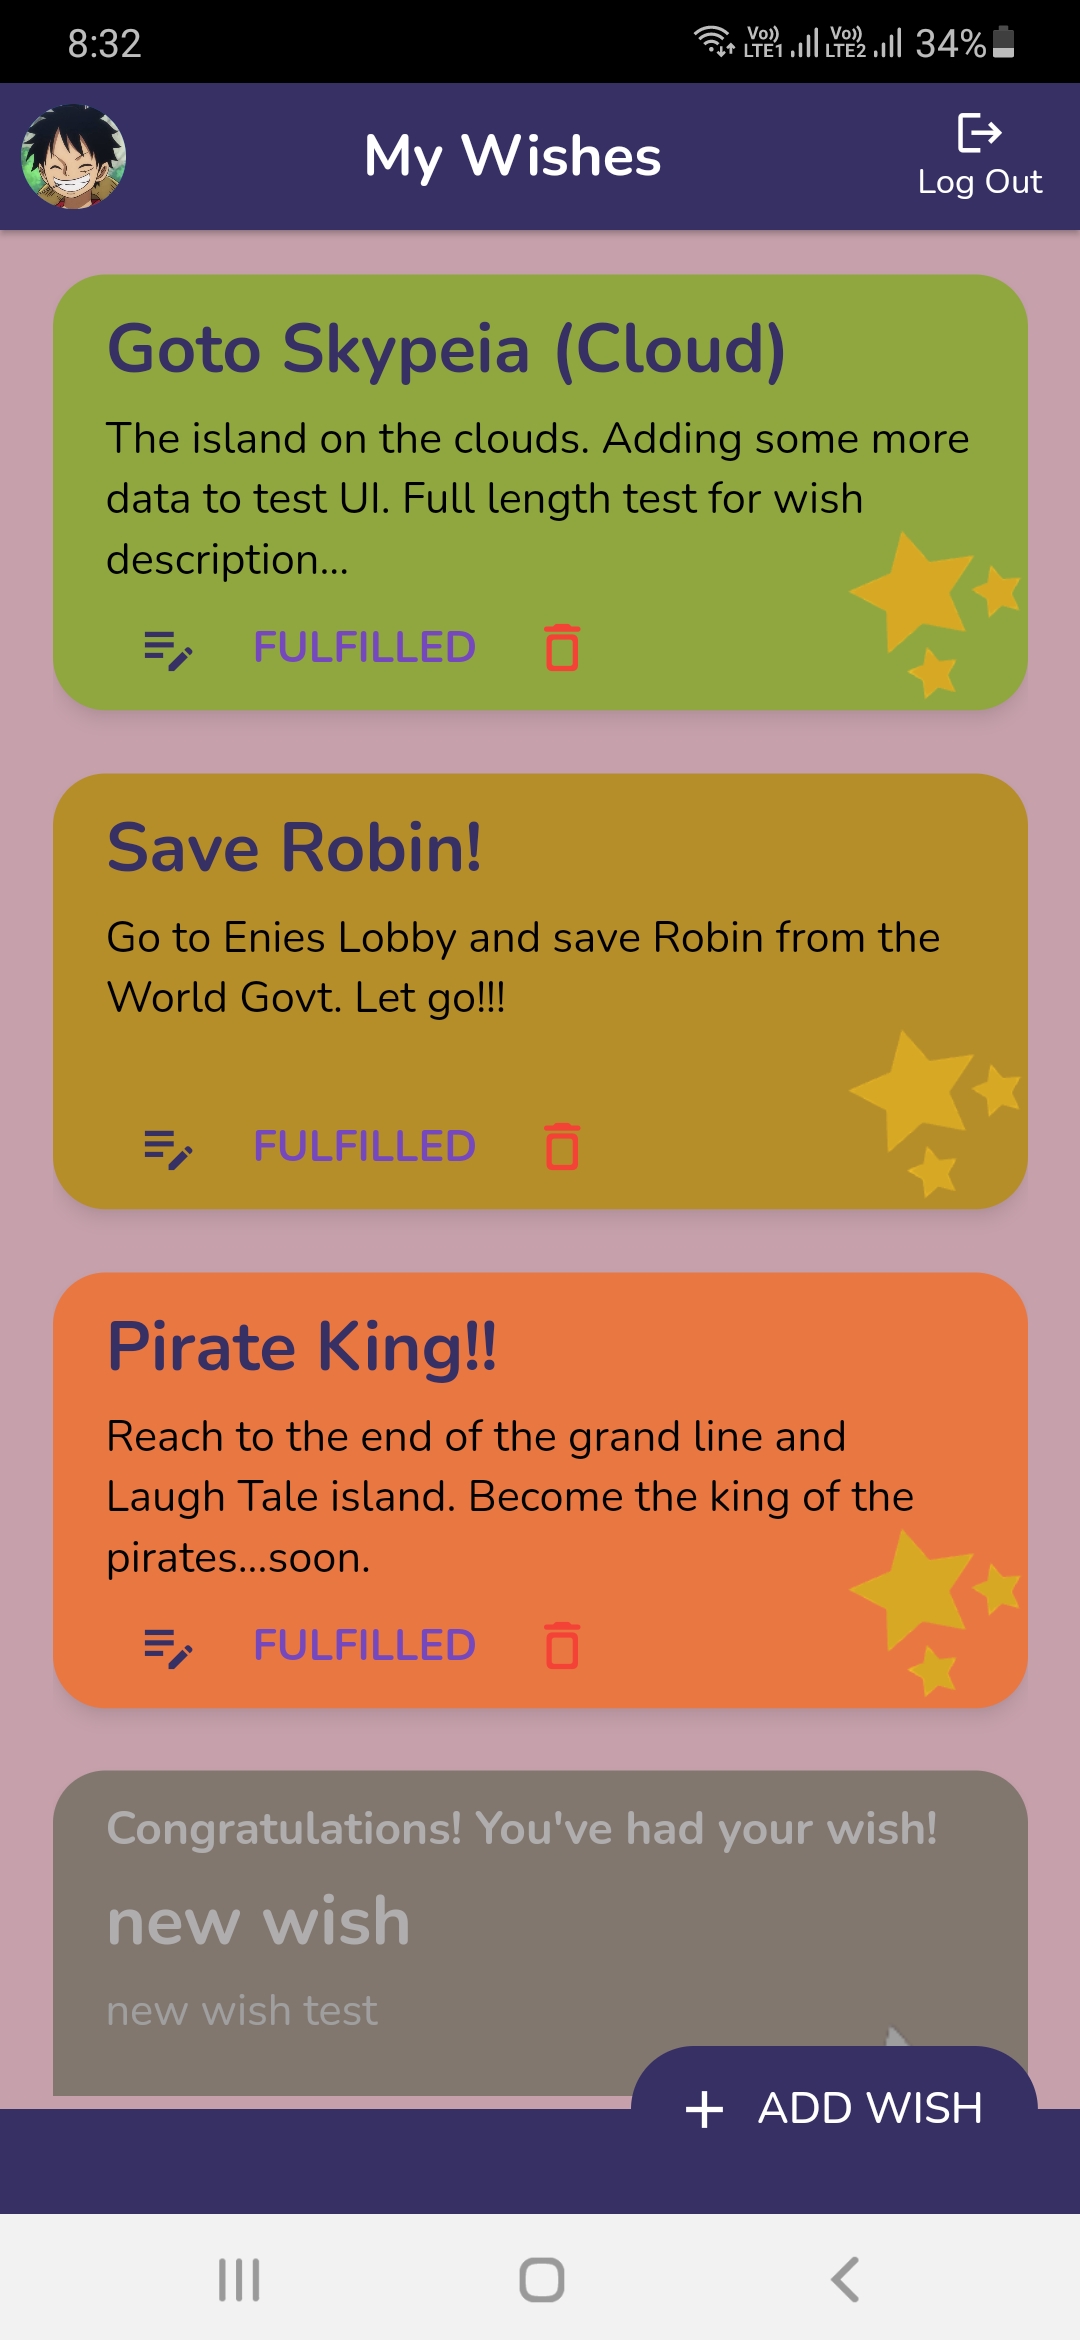 8:32
Vo)) LTE1 Vo)) LTE2 34%
My Wishes
Log Out
Goto Skypeia (Cloud)
The island on the clouds. Adding some more
data to test UI. Full length test for wish
description...
FULFILLED
Save Robin!
Go to Enies Lobby and save Robin from the
World Govt. Let go!!!
FULFILLED
Pirate King!!
Reach to the end of the grand line and
Laugh Tale island. Become the king of the
pirates...soon.
FULFILLED
Congratulations! You've had your wish!
new wish
new wish test
+ ADD WISH